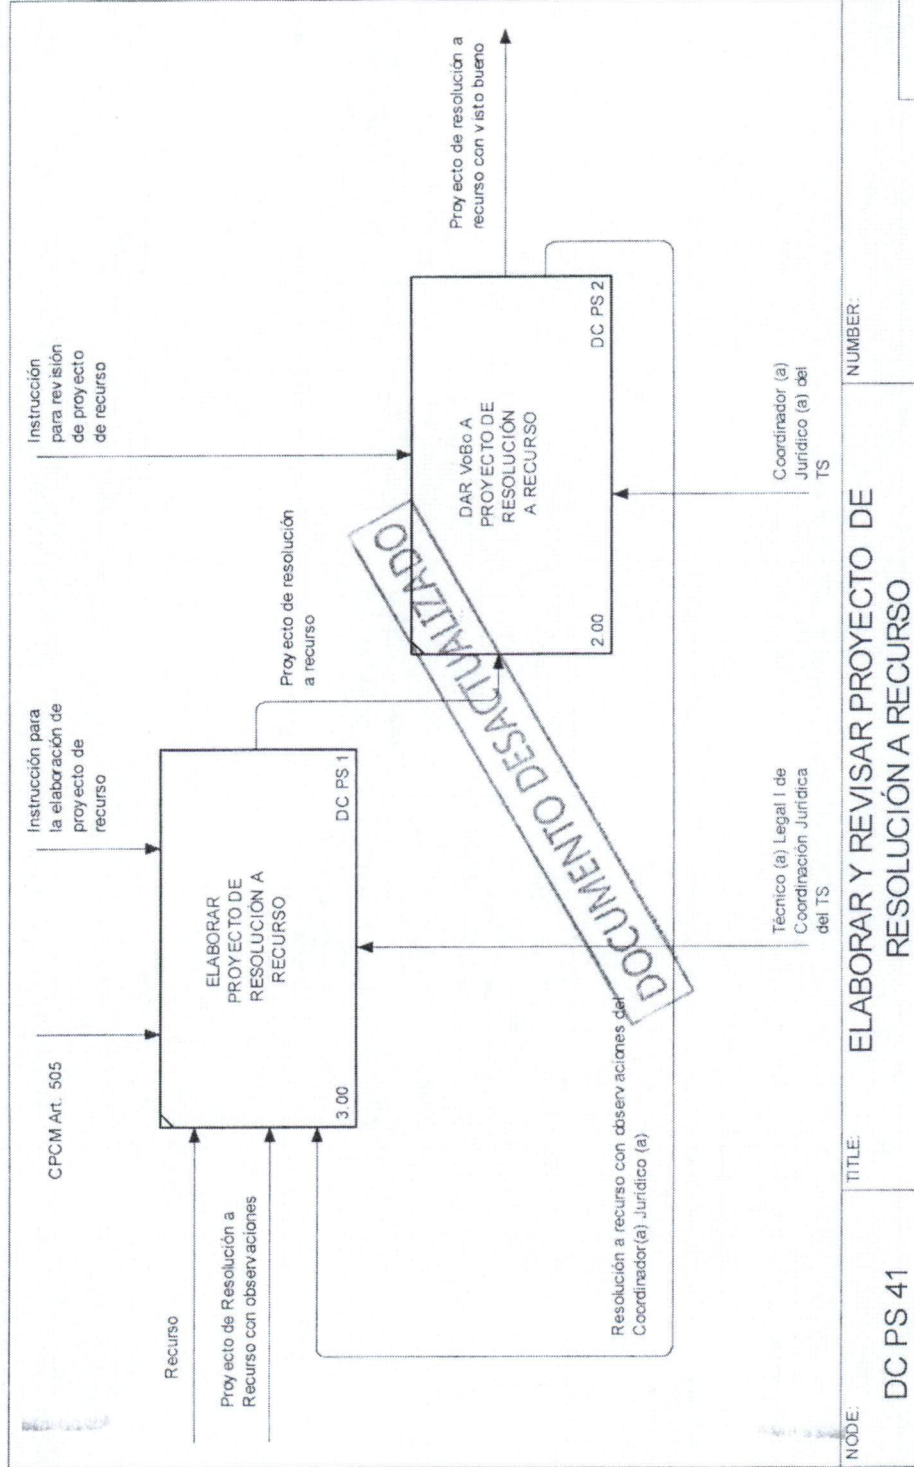 CPCM Art. 505
Instrucción para
la elaboración de
proyecto de
recurso
Instrucción
para revisión
de proyecto
de recurso
Recurso
Proyecto de Resolución a
Recurso con observaciones
ELABORAR
PROYECTO DE
RESOLUCIÓN A
RECURSO
3.00
DC PS 1
Proyecto de resolución
a recurso
DAR VoBo A
PROYECTO DE
RESOLUCIÓN
A RECURSO
2.00
DC PS 2
Proyecto de resolución a
recurso con visto bueno
DOCUMENTO DESACTUALIZADO
Resolución a recurso con observaciones del
Coordinador(a) Jurídico (a)
Técnico (a) Legal I de
Coordinación Jurídica
del TS
Coordinador (a)
Jurídico (a) del
TS
NODE:
DC PS 41
TITLE:
ELABORAR Y REVISAR PROYECTO DE
RESOLUCIÓN A RECURSO
NUMBER: